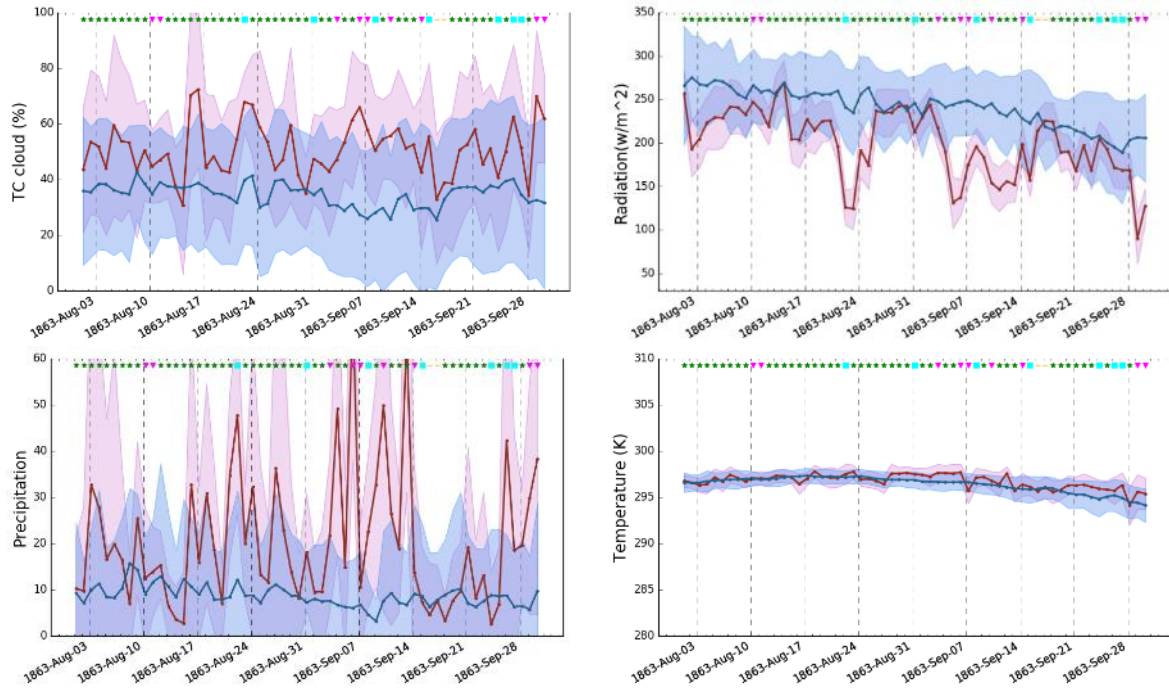 TC cloud (%)
100
80
60
40
20
0
1863-Aug-03
1863-Aug-10
1863-Aug-17
1863-Aug-24
1863-Aug-31
1863-Sep-07
1863-Sep-14
1863-Sep-21
1863-Sep-28
Radiation(w/m^2)
350
300
250
200
150
100
50
1863-Aug-03
1863-Aug-10
1863-Aug-17
1863-Aug-24
1863-Aug-31
1863-Sep-07
1863-Sep-14
1863-Sep-21
1863-Sep-28
Precipitation
60
50
40
30
20
10
0
1863-Aug-03
1863-Aug-10
1863-Aug-17
1863-Aug-24
1863-Aug-31
1863-Sep-07
1863-Sep-14
1863-Sep-21
1863-Sep-28
Temperature (K)
310
305
300
295
290
285
280
1863-Aug-03
1863-Aug-10
1863-Aug-17
1863-Aug-24
1863-Aug-31
1863-Sep-07
1863-Sep-14
1863-Sep-21
1863-Sep-28